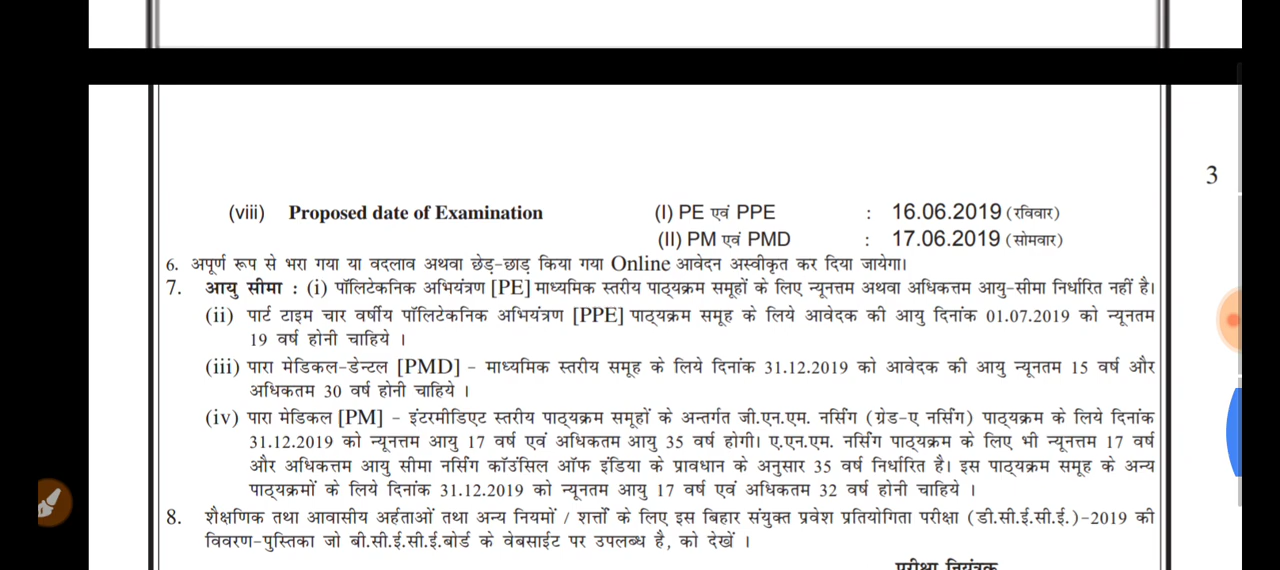 3
(viii) Proposed date of Examination (I) PE एवं PPE : 16.06.2019 (रविवार)
(II) PM एवं PMD : 17.06.2019 (सोमवार)
6. अपूर्ण रूप से भरा गया या वदलाव अथवा छेड़-छाड़ किया गया Online आवेदन अस्वीकृत कर दिया जायेगा।
7. आयु सीमा : (i) पॉलिटेकनिक अभियंत्रण [PE] माध्यमिक स्तरीय पाठ्यक्रम समूहों के लिए न्यूनत्तम अथवा अधिकत्तम आयु-सीमा निर्धारित नहीं है।
(ii) पार्ट टाइम चार वर्षीय पॉलिटेकनिक अभियंत्रण [PPE] पाठ्यक्रम समूह के लिये आवेदक की आयु दिनांक 01.07.2019 को न्यूनतम
19 वर्ष होनी चाहिये ।
(iii) पारा मेडिकल-डेन्टल [PMD] - माध्यमिक स्तरीय समूह के लिये दिनांक 31.12.2019 को आवेदक की आयु न्यूनतम 15 वर्ष और
अधिकतम 30 वर्ष होनी चाहिये ।
(iv) पारा मेडिकल [PM] - इंटरमीडिएट स्तरीय पाठ्यक्रम समूहों के अन्तर्गत जी.एन.एम. नर्सिंग (ग्रेड-ए नर्सिंग) पाठ्यक्रम के लिये दिनांक
31.12.2019 को न्यूनत्तम आयु 17 वर्ष एवं अधिकतम आयु 35 वर्ष होगी। ए.एन.एम. नर्सिंग पाठ्यक्रम के लिए भी न्यूनत्तम 17 वर्ष
और अधिकत्तम आयु सीमा नर्सिंग कॉउंसिल ऑफ इंडिया के प्रावधान के अनुसार 35 वर्ष निर्धारित है। इस पाठ्यक्रम समूह के अन्य
पाठ्यक्रमों के लिये दिनांक 31.12.2019 को न्यूनतम आयु 17 वर्ष एवं अधिकतम 32 वर्ष होनी चाहिये ।
8. शैक्षणिक तथा आवासीय अर्हताओं तथा अन्य नियमों / शर्त्तों के लिए इस बिहार संयुक्त प्रवेश प्रतियोगिता परीक्षा (डी.सी.ई.सी.ई.)-2019 की
विवरण-पुस्तिका जो बी.सी.ई.सी.ई.बोर्ड के वेबसाईट पर उपलब्ध है, को देखें ।
परीक्षा नियंत्रक